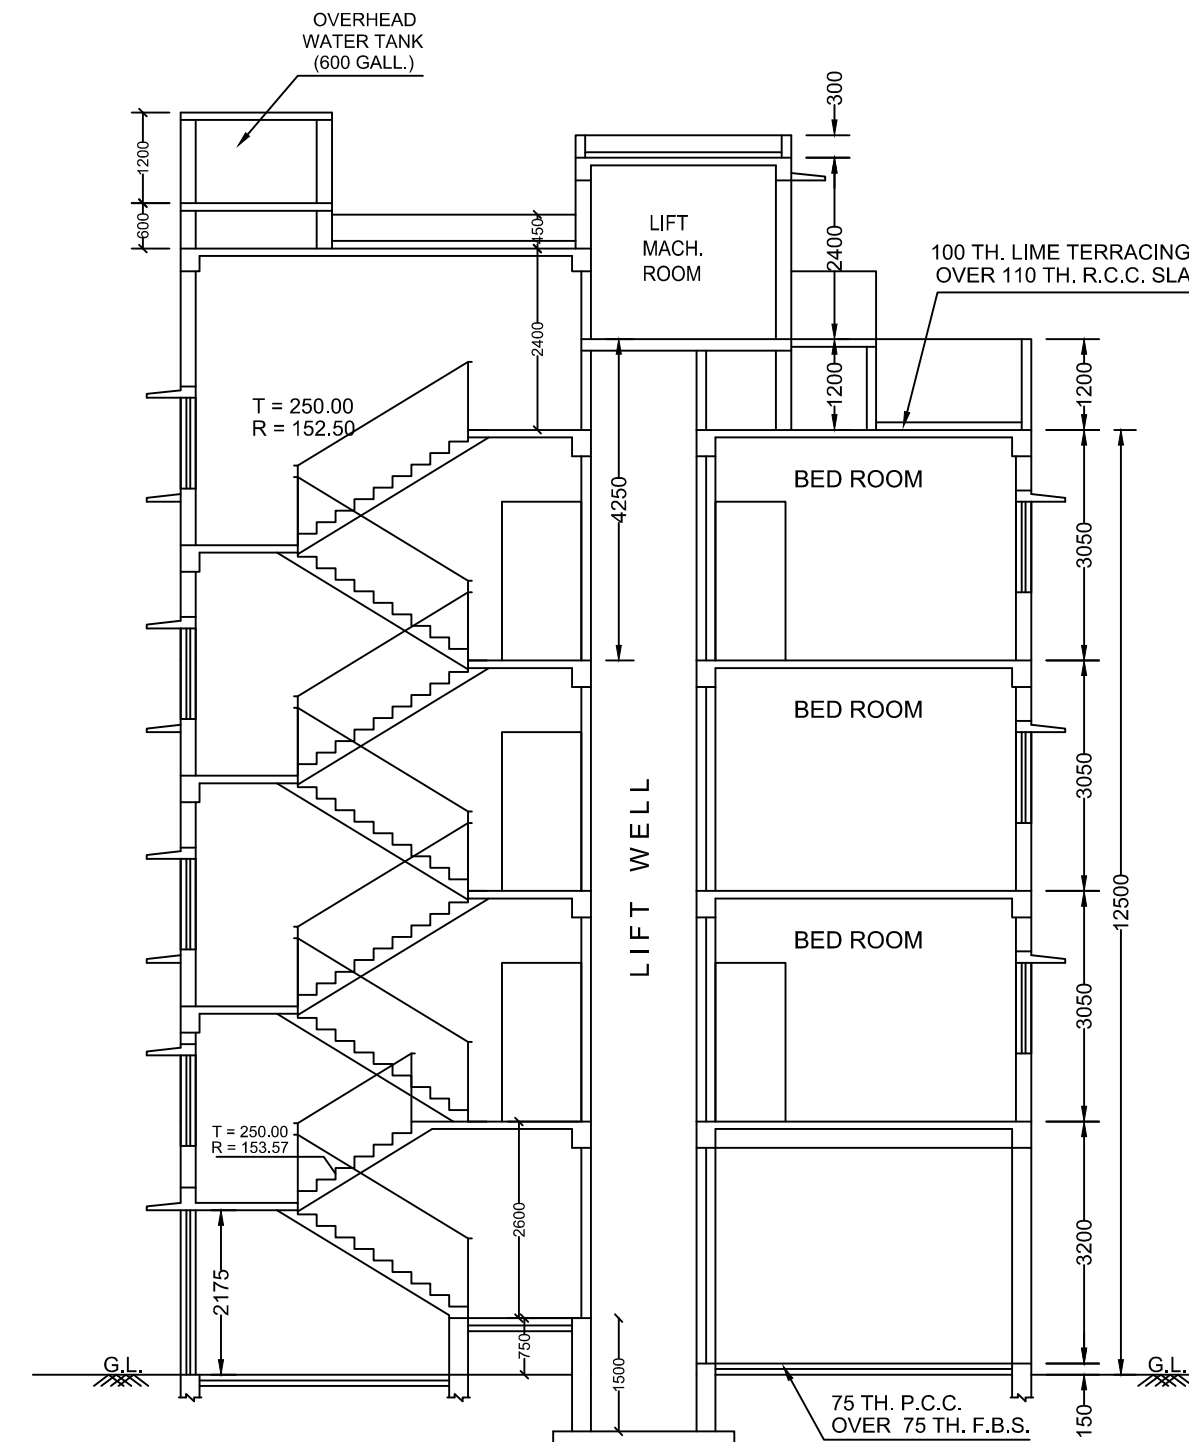 OVERHEAD
WATER TANK
(600 GALL.)
300
1200
600
450
LIFT
MACH.
ROOM
2400
100 TH. LIME TERRACING
OVER 110 TH. R.C.C. SLA
2400
1200
1200
T = 250.00
R = 152.50
BED ROOM
4250
3050
BED ROOM
3050
LIFT WELL
12500
BED ROOM
3050
T = 250.00
R = 153.57
2600
3200
2175
750
1500
G.L.
G.L.
75 TH. P.C.C.
OVER 75 TH. F.B.S.
150